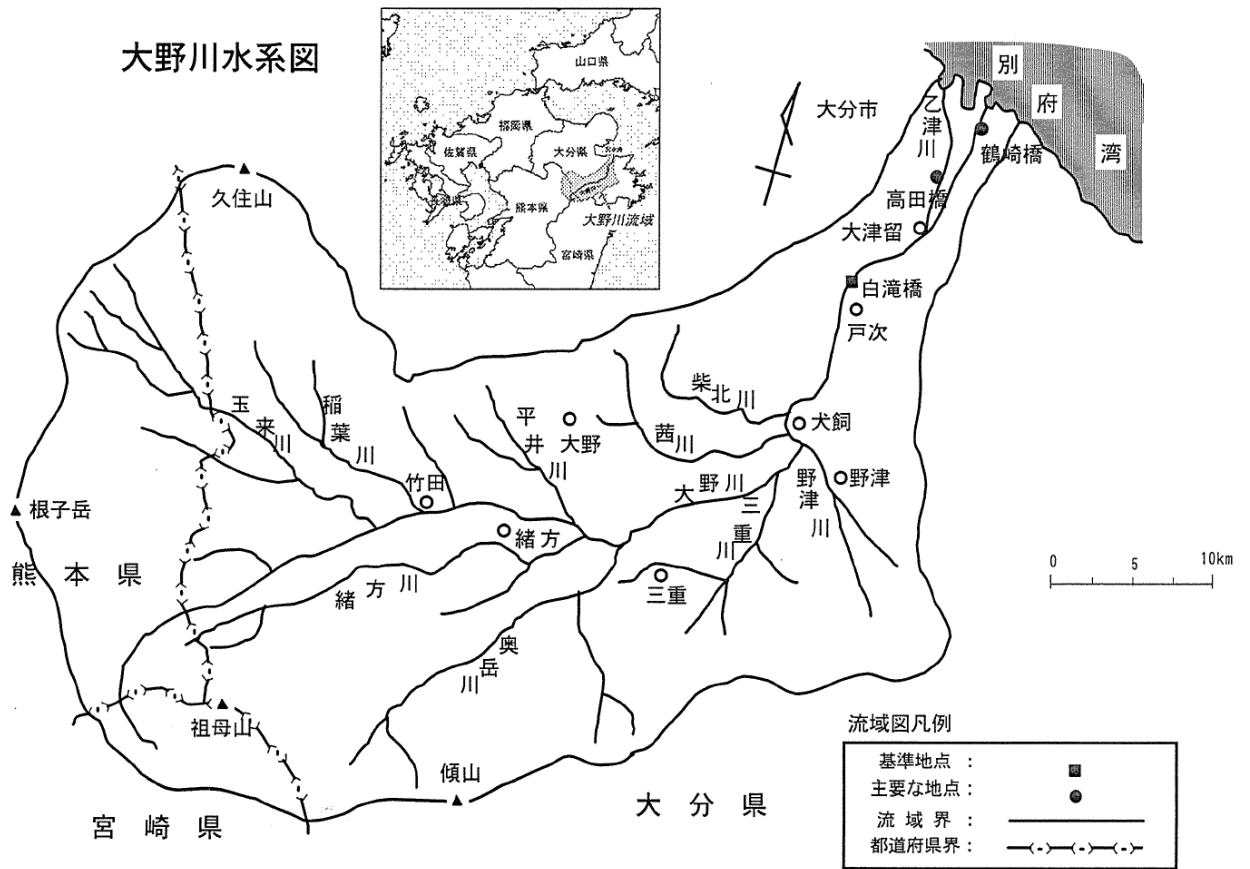 大野川水系図
山口県
福岡県
佐賀県
大分県
長崎県
熊本県
大野川流域
宮崎県
大分市
別府湾
乙津川
鶴崎橋
高田橋
大津留
白滝橋
戸次
久住山
玉来川
稲葉川
竹田
平井川
大野
茜川
柴北川
犬飼
大野川
三重川
野津川
野津
根子岳
緒方
熊本県
緒方川
三重
奥岳川
祖母山
傾山
宮崎県
大分県
0 5 10km
流域図凡例
基準地点 :
主要な地点 :
流域界 :
都道府県界 :